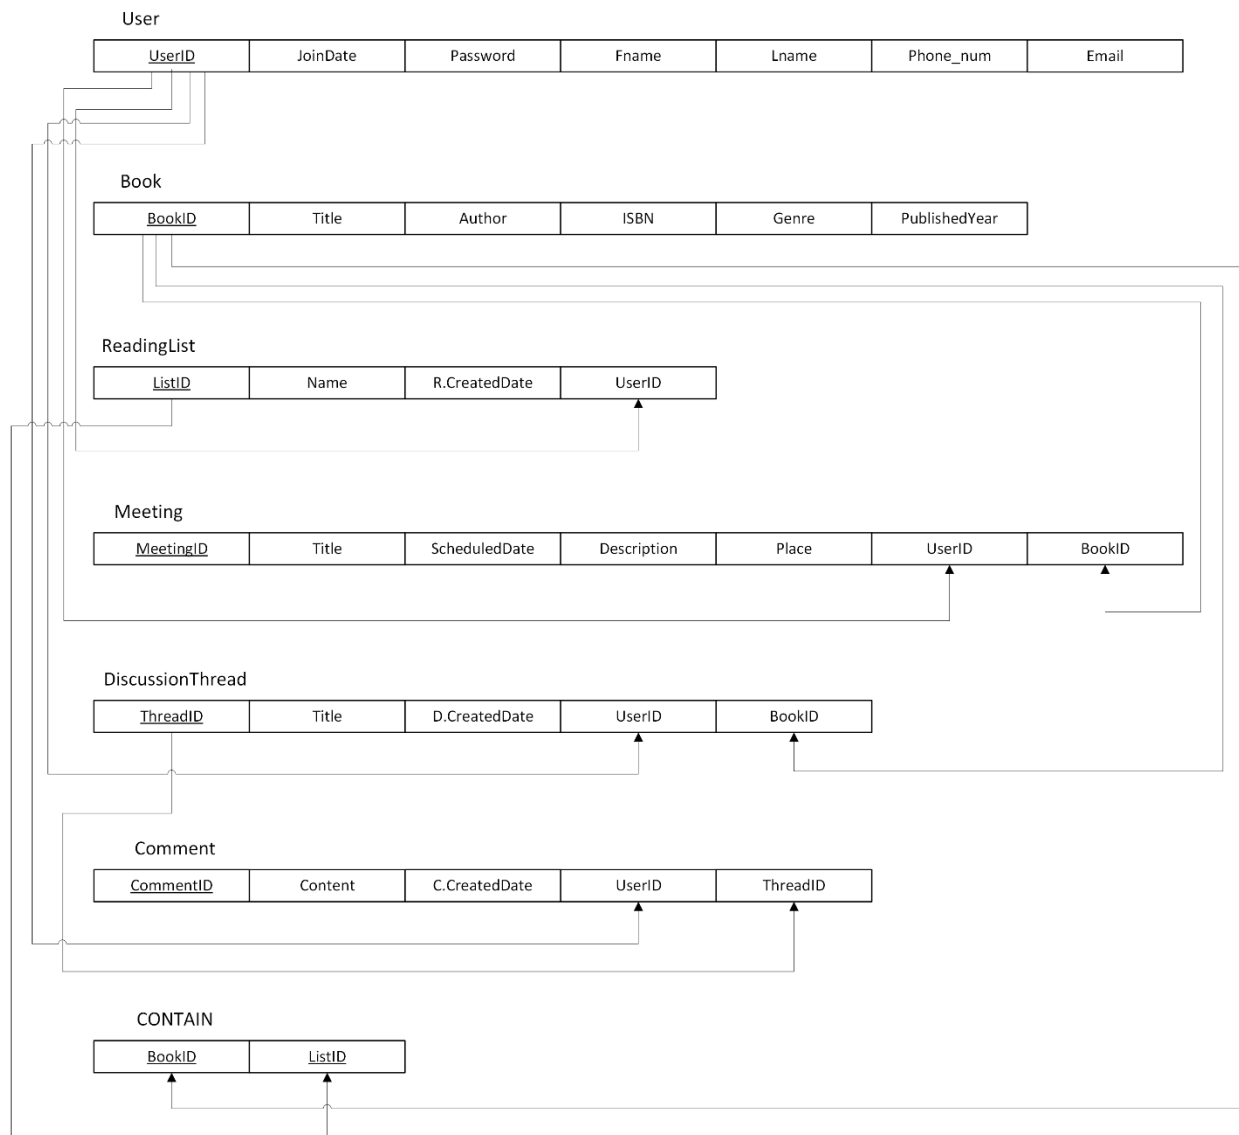 User
UserID JoinDate Password Fname Lname Phone_num Email
Book
BookID Title Author ISBN Genre PublishedYear
ReadingList
ListID Name R.CreatedDate UserID
Meeting
MeetingID Title ScheduledDate Description Place UserID BookID
DiscussionThread
ThreadID Title D.CreatedDate UserID BookID
Comment
CommentID Content C.CreatedDate UserID ThreadID
CONTAIN
BookID ListID